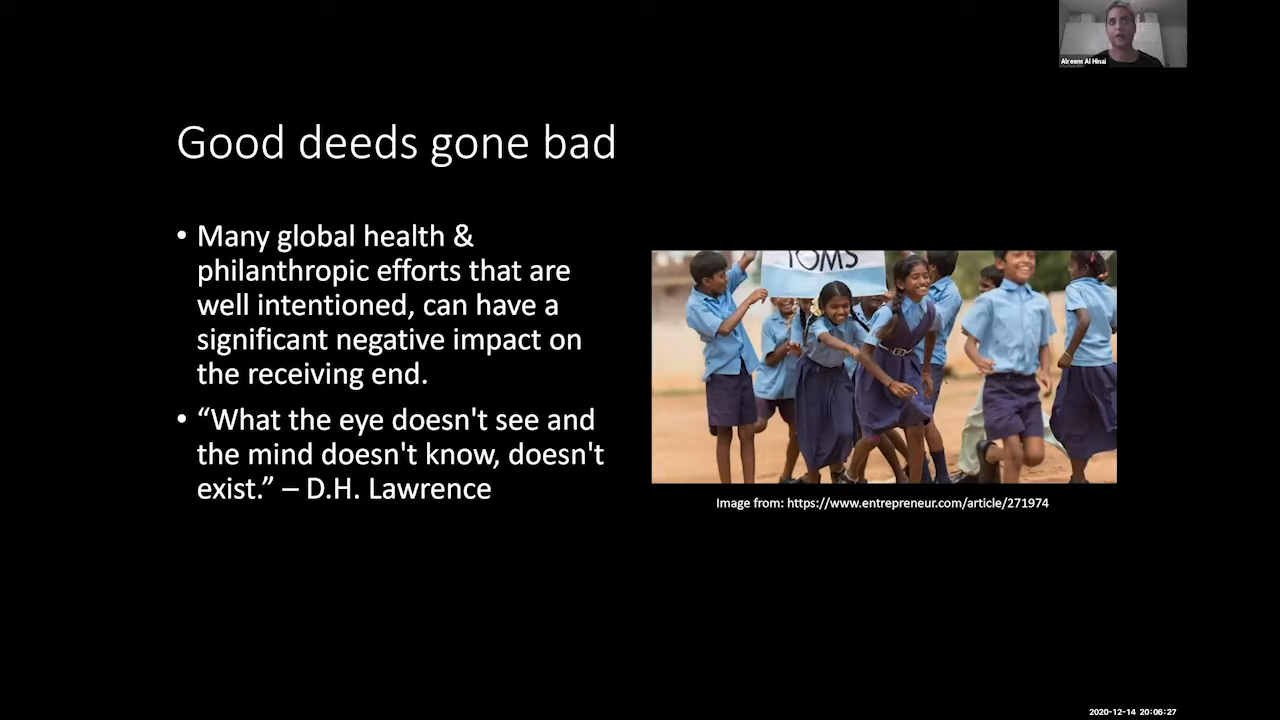 Alreem Al Hinai
Good deeds gone bad
• Many global health &
philanthropic efforts that are
well intentioned, can have a
significant negative impact on
the receiving end.
• “What the eye doesn't see and
the mind doesn't know, doesn't
exist.” – D.H. Lawrence
TOMS
Image from: https://www.entrepreneur.com/article/271974
2020-12-14 20:06:27